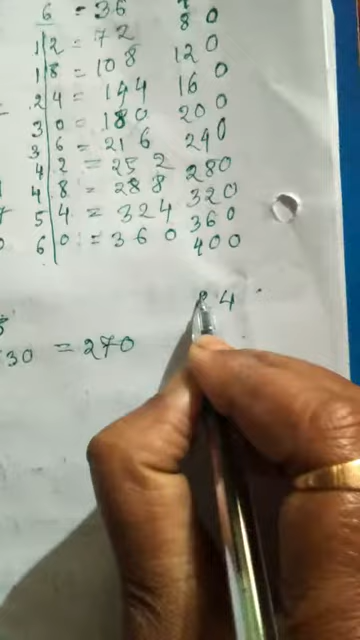 6 = 36
12 = 72 80
18 = 108 120
24 = 144 160
30 = 180 200
36 = 216 240
42 = 252 280
48 = 288 320
54 = 324 360
60 = 360 400
84
30 = 270